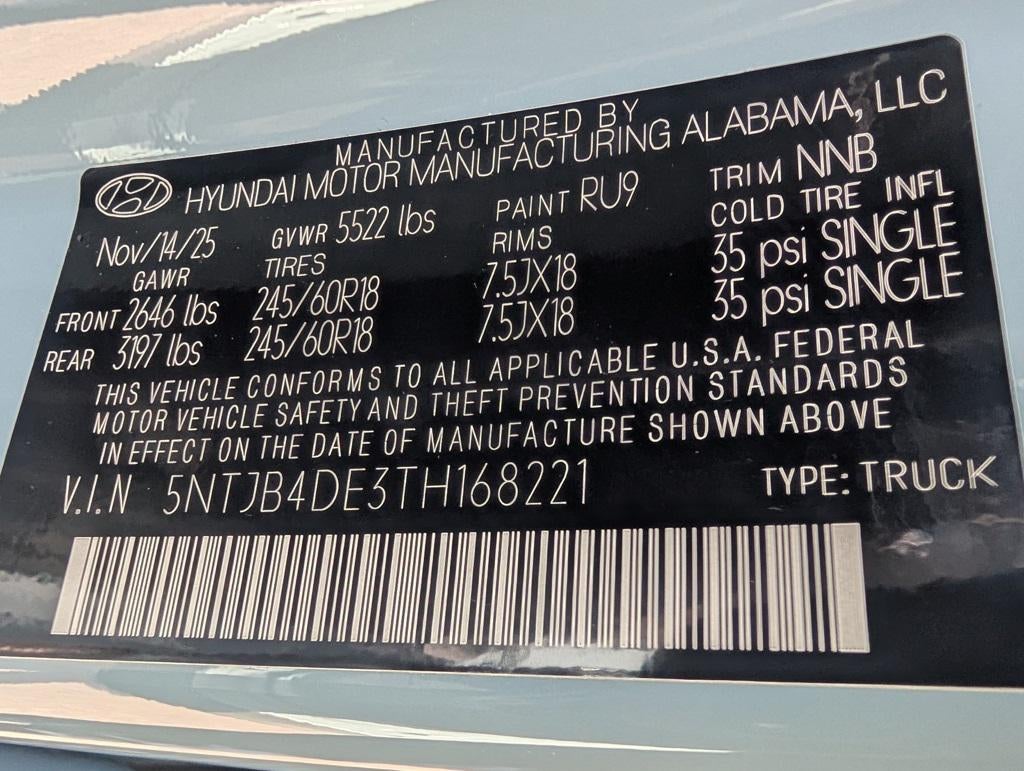 MANUFACTURED BY
HYUNDAI MOTOR MANUFACTURING ALABAMA, LLC
Nov/14/25 GVWR 5522 lbs PAINT RU9 TRIM NNB
GAWR TIRES RIMS COLD TIRE INFL
FRONT 2646 lbs 245/60R18 7.5JX18 35 psi SINGLE
REAR 3197 lbs 245/60R18 7.5JX18 35 psi SINGLE
THIS VEHICLE CONFORMS TO ALL APPLICABLE U.S.A. FEDERAL
MOTOR VEHICLE SAFETY AND THEFT PREVENTION STANDARDS
IN EFFECT ON THE DATE OF MANUFACTURE SHOWN ABOVE
V.I.N 5NTJB4DE3TH168221 TYPE: TRUCK